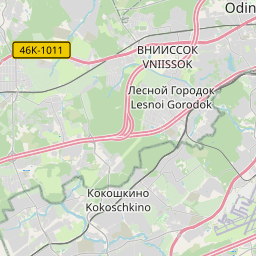 Odin
46K-1011
ВНИИССОК
VNIISSOK
Лесной Городок
Lesnoi Gorodok
Кокошкино
Kokoschkino